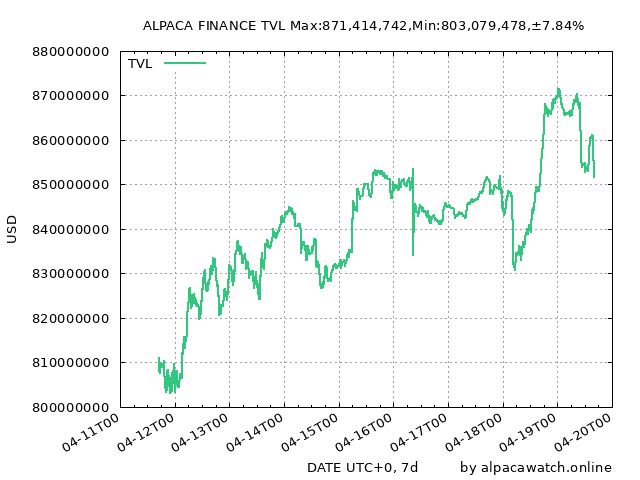 ALPACA FINANCE TVL Max:871,414,742,Min:803,079,478,±7.84%
880000000
TVL
870000000
860000000
850000000
840000000
USD
830000000
820000000
810000000
800000000
04-11T00
04-12T00
04-13T00
04-14T00
04-15T00
04-16T00
04-17T00
04-18T00
04-19T00
04-20T00
DATE UTC+0, 7d
by alpacawatch.online